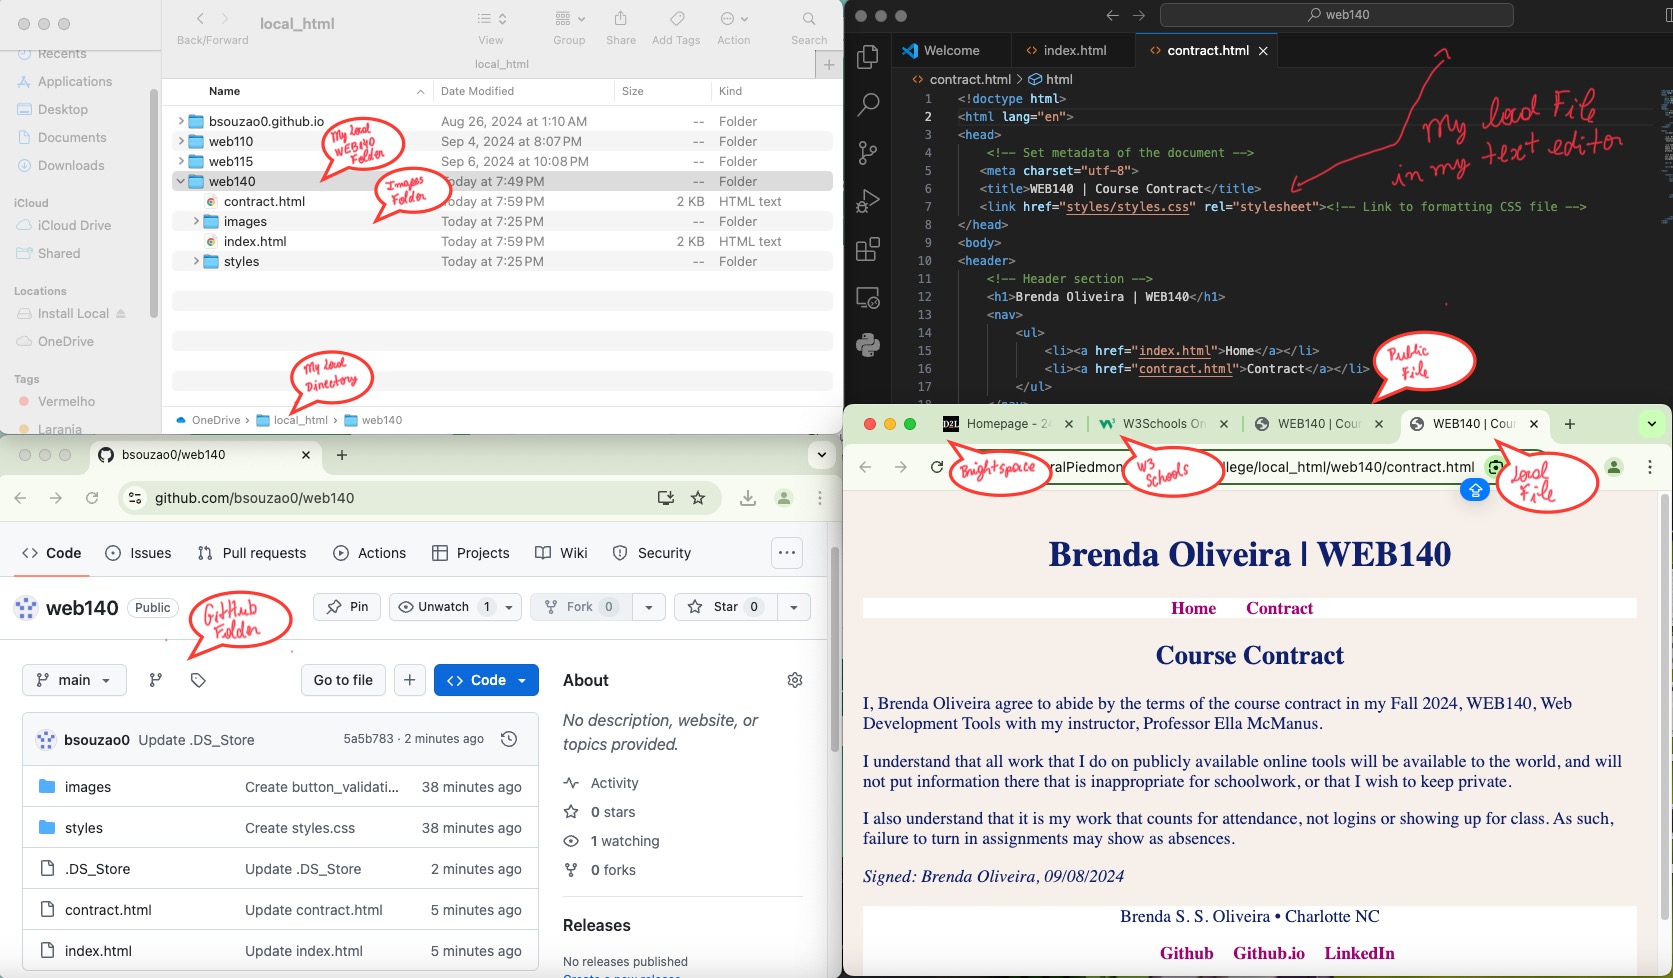 local_html
Back/Forward
View
Group
Share
Add Tags
Action
Search
local_html
Recents
Applications
Desktop
Documents
Downloads
iCloud
iCloud Drive
Shared
Locations
Install Local
OneDrive
Tags
Vermelho
Laranja
Name
Date Modified
Size
Kind
bsouzao0.github.io
Aug 26, 2024 at 1:10 AM
--
Folder
web110
Sep 4, 2024 at 8:07 PM
--
Folder
web115
Sep 6, 2024 at 10:08 PM
--
Folder
web140
Today at 7:49 PM
--
Folder
contract.html
Today at 7:59 PM
2 KB
HTML text
images
Today at 7:25 PM
--
Folder
index.html
Today at 7:59 PM
2 KB
HTML text
styles
Today at 7:25 PM
--
Folder
My local
WEB140
Folder
Images
Folder
My local
Directory
OneDrive > local_html > web140
web140
Welcome
index.html
contract.html
contract.html > html
1 <!doctype html>
2 <html lang="en">
3 <head>
4 <!-- Set metadata of the document -->
5 <meta charset="utf-8">
6 <title>WEB140 | Course Contract</title>
7 <link href="styles/styles.css" rel="stylesheet"><!-- Link to formatting CSS file -->
8 </head>
9 <body>
10 <header>
11 <!-- Header section -->
12 <h1>Brenda Oliveira | WEB140</h1>
13 <nav>
14 <ul>
15 <li><a href="index.html">Home</a></li>
16 <li><a href="contract.html">Contract</a></li>
17 </ul>
18 </nav>
My local File
in my text editor
Public
File
bsouzao0/web140
github.com/bsouzao0/web140
Code
Issues
Pull requests
Actions
Projects
Wiki
Security
web140
Public
GitHub
Folder
Pin
Unwatch 1
Fork 0
Star 0
main
Go to file
Code
About
No description, website, or
topics provided.
Activity
0 stars
1 watching
0 forks
Releases
No releases published
Create a new release
bsouzao0 Update .DS_Store
5a5b783 · 2 minutes ago
images
Create button_validati...
38 minutes ago
styles
Create styles.css
38 minutes ago
.DS_Store
Update .DS_Store
2 minutes ago
contract.html
Update contract.html
5 minutes ago
index.html
Update index.html
5 minutes ago
D2L Homepage - 24
W3Schools On
WEB140 | Cour
WEB140 | Cour
Brightspace
W3
Schools
Local
File
ralPiedmon
llege/local_html/web140/contract.html
Brenda Oliveira | WEB140
Home Contract
Course Contract
I, Brenda Oliveira agree to abide by the terms of the course contract in my Fall 2024, WEB140, Web
Development Tools with my instructor, Professor Ella McManus.
I understand that all work that I do on publicly available online tools will be available to the world, and will
not put information there that is inappropriate for schoolwork, or that I wish to keep private.
I also understand that it is my work that counts for attendance, not logins or showing up for class. As such,
failure to turn in assignments may show as absences.
Signed: Brenda Oliveira, 09/08/2024
Brenda S. S. Oliveira • Charlotte NC
Github Github.io LinkedIn